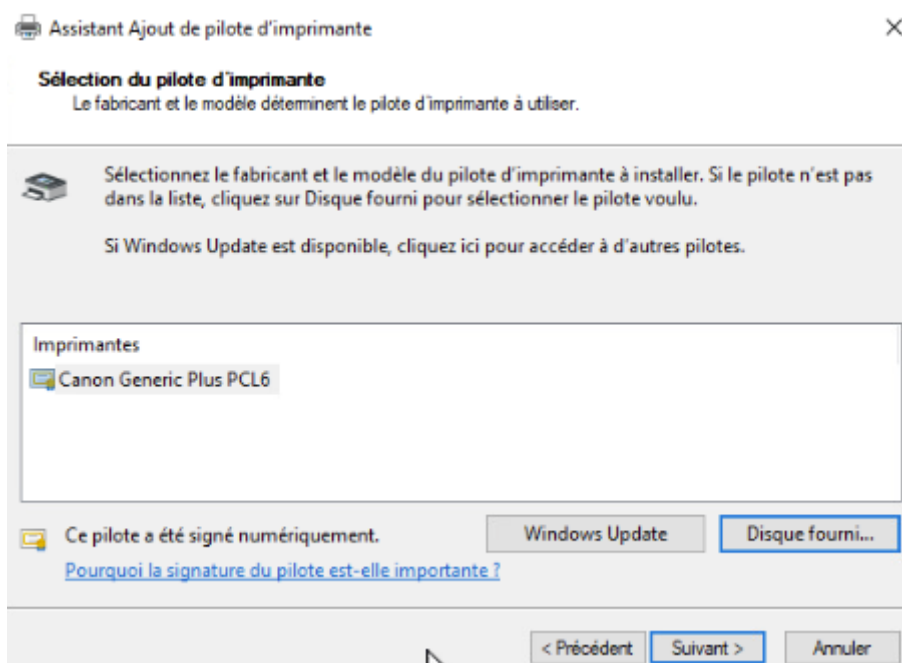 Assistant Ajout de pilote d'imprimante
Sélection du pilote d'imprimante
Le fabricant et le modèle déterminent le pilote d'imprimante à utiliser.
Sélectionnez le fabricant et le modèle du pilote d'imprimante à installer. Si le pilote n'est pas
dans la liste, cliquez sur Disque fourni pour sélectionner le pilote voulu.
Si Windows Update est disponible, cliquez ici pour accéder à d'autres pilotes.
Imprimantes
Canon Generic Plus PCL6
Ce pilote a été signé numériquement.
Windows Update
Disque fourni...
Pourquoi la signature du pilote est-elle importante ?
< Précédent
Suivant >
Annuler